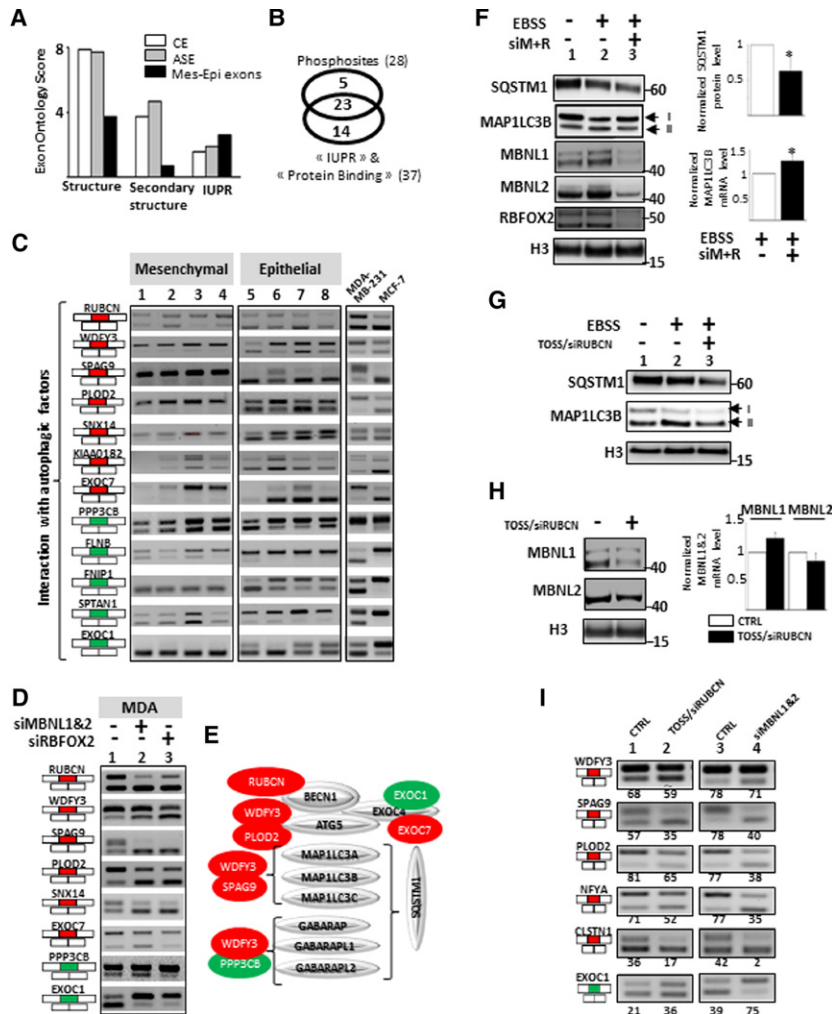 A
Exon Ontology Score
8
4
CE
ASE
Mes-Epi exons
Structure
Secondary structure
IUPR
B
Phosphosites (28)
5
23
14
« IUPR » &
« Protein Binding » (37)
C
Mesenchymal
Epithelial
MDA-MB-231
MCF-7
1 2 3 4 5 6 7 8
Interaction with autophagic factors
RUBCN
WDFY3
SPAG9
PLOD2
SNX14
KIAA0182
EXOC7
PPP3CB
FLNB
FNIP1
SPTAN1
EXOC1
D
MDA
siMBNL1&2 - + -
siRBFOX2 - - +
1 2 3
RUBCN
WDFY3
SPAG9
PLOD2
SNX14
EXOC7
PPP3CB
EXOC1
E
RUBCN
BECN1
EXOC1
EXOC4
WDFY3
ATG5
EXOC7
PLOD2
WDFY3
SPAG9
MAP1LC3A
MAP1LC3B
MAP1LC3C
SQSTM1
WDFY3
PPP3CB
GABARAP
GABARAPL1
GABARAPL2
F
EBSS - + +
siM+R - - +
1 2 3
SQSTM1
60
MAP1LC3B
I
II
MBNL1
40
MBNL2
40
RBFOX2
50
H3
15
Normalized SQSTM1 protein level
1
0.5
*
Normalized MAP1LC3B mRNA level
1
0.5
*
EBSS + +
siM+R - +
G
EBSS - + +
TOSS/siRUBCN - - +
1 2 3
SQSTM1
60
MAP1LC3B
I
II
H3
15
H
TOSS/siRUBCN - +
MBNL1
40
MBNL2
40
H3
15
Normalized MBNL1&2 mRNA level
1.5
1
0.5
MBNL1 MBNL2
CTRL
TOSS/siRUBCN
I
CTRL
TOSS/siRUBCN
CTRL
siMBNL1&2
1 2 3 4
WDFY3
68 59 78 71
SPAG9
57 35 78 40
PLOD2
81 65 77 38
NFYA
71 52 77 35
CLSTN1
36 17 42 2
EXOC1
21 36 39 75